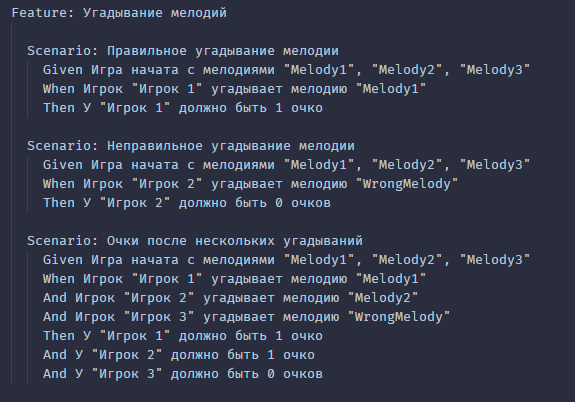 Feature: Угадывание мелодий
Scenario: Правильное угадывание мелодии
Given Игра начата с мелодиями "Melody1", "Melody2", "Melody3"
When Игрок "Игрок 1" угадывает мелодию "Melody1"
Then У "Игрок 1" должно быть 1 очко
Scenario: Неправильное угадывание мелодии
Given Игра начата с мелодиями "Melody1", "Melody2", "Melody3"
When Игрок "Игрок 2" угадывает мелодию "WrongMelody"
Then У "Игрок 2" должно быть 0 очков
Scenario: Очки после нескольких угадываний
Given Игра начата с мелодиями "Melody1", "Melody2", "Melody3"
When Игрок "Игрок 1" угадывает мелодию "Melody1"
And Игрок "Игрок 2" угадывает мелодию "Melody2"
And Игрок "Игрок 3" угадывает мелодию "WrongMelody"
Then У "Игрок 1" должно быть 1 очко
And У "Игрок 2" должно быть 1 очко
And У "Игрок 3" должно быть 0 очков